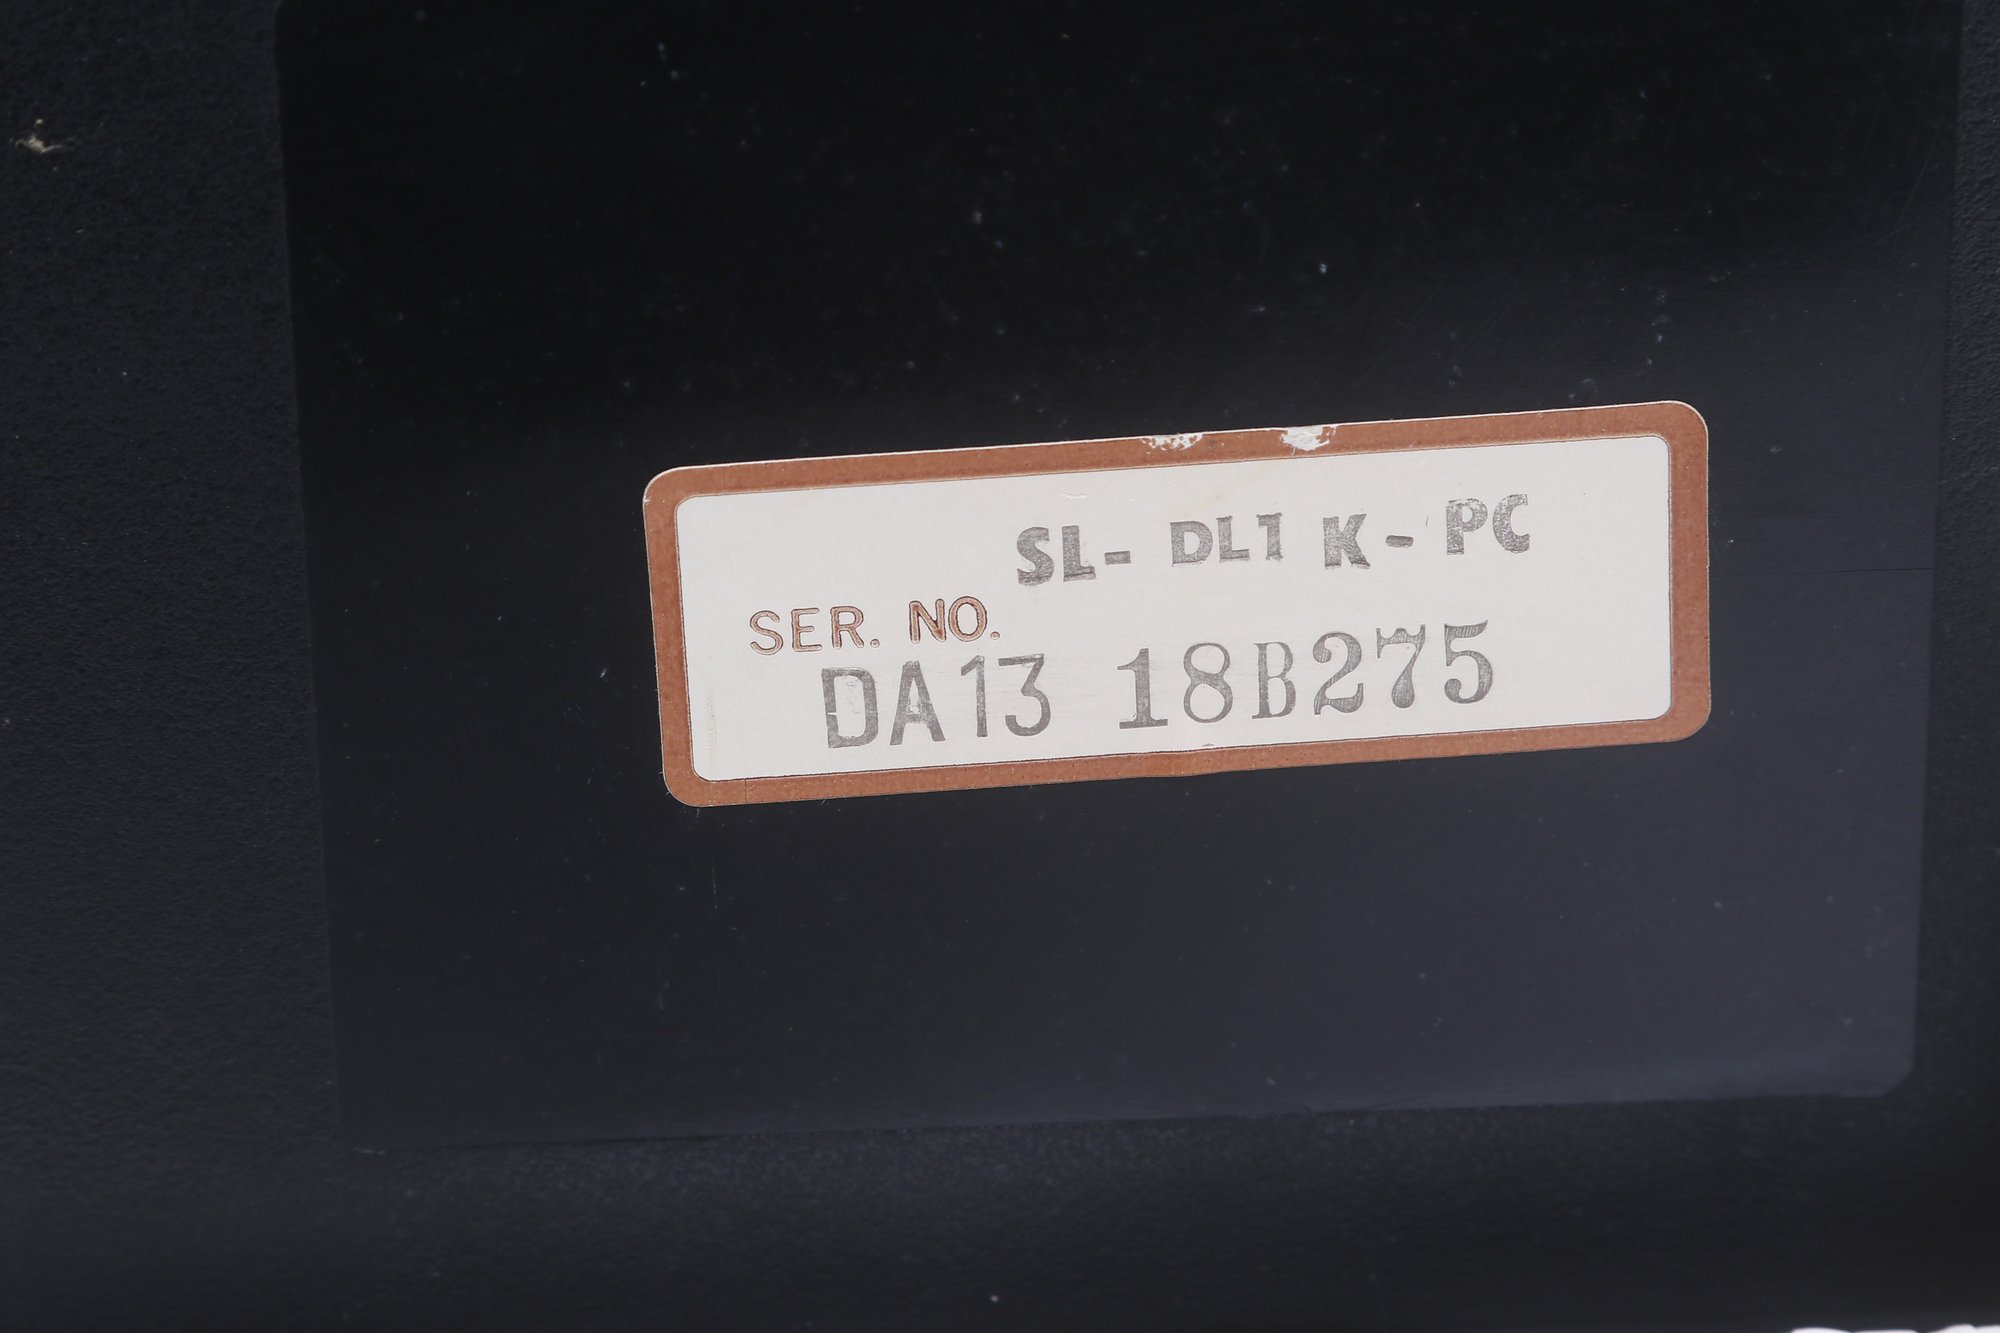 SL- DL1 K - PC
SER. NO.
DA13 18B275